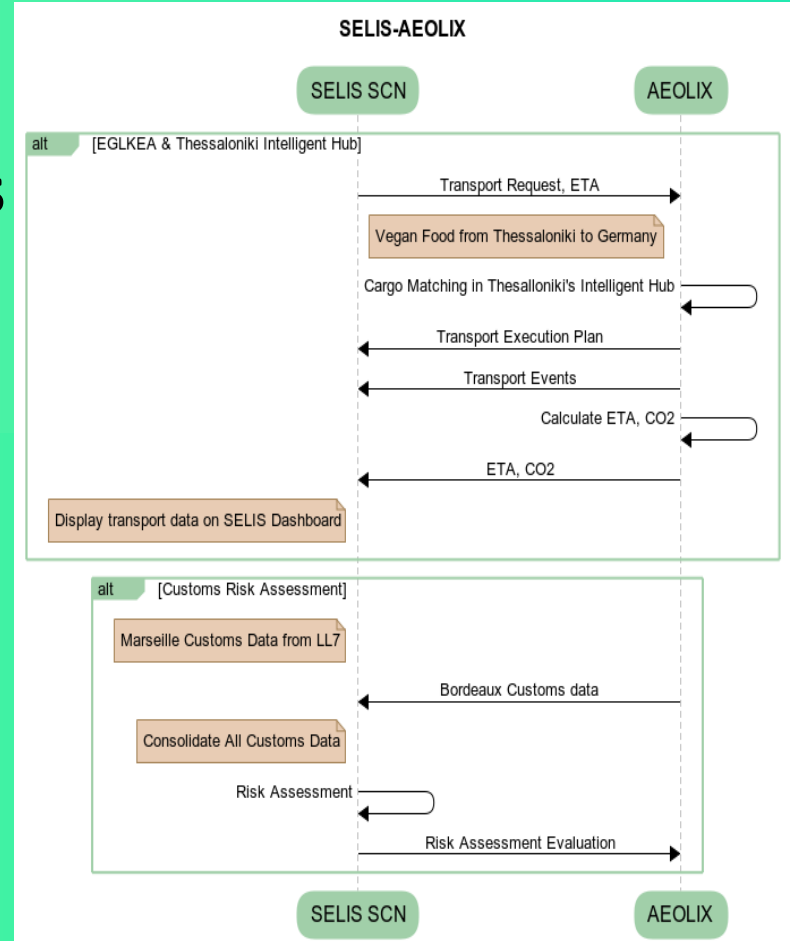 SELIS-AEOLIX
SELIS SCN
AEOLIX
alt
[EGLKEA & Thessaloniki Intelligent Hub]
Transport Request, ETA
Vegan Food from Thessaloniki to Germany
Cargo Matching in Thesalloniki's Intelligent Hub
Transport Execution Plan
Transport Events
Calculate ETA, CO2
ETA, CO2
Display transport data on SELIS Dashboard
alt
[Customs Risk Assessment]
Marseille Customs Data from LL7
Bordeaux Customs data
Consolidate All Customs Data
Risk Assessment
Risk Assessment Evaluation
SELIS SCN
AEOLIX